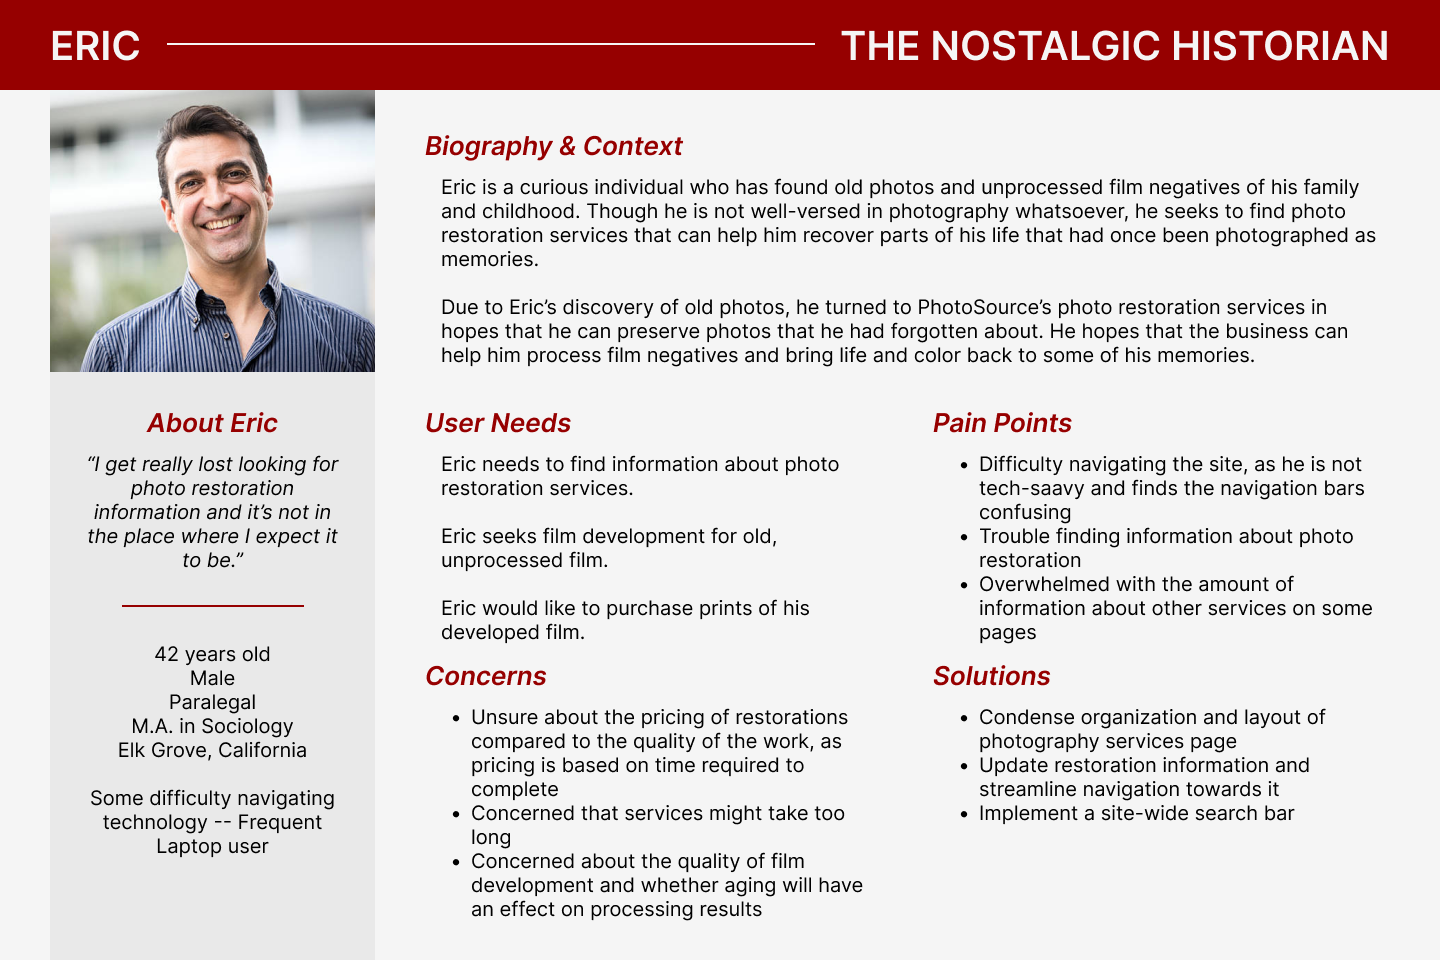 ERIC
THE NOSTALGIC HISTORIAN
Biography & Context
Eric is a curious individual who has found old photos and unprocessed film negatives of his family
and childhood. Though he is not well-versed in photography whatsoever, he seeks to find photo
restoration services that can help him recover parts of his life that had once been photographed as
memories.
Due to Eric’s discovery of old photos, he turned to PhotoSource’s photo restoration services in
hopes that he can preserve photos that he had forgotten about. He hopes that the business can
help him process film negatives and bring life and color back to some of his memories.
About Eric
“I get really lost looking for
photo restoration
information and it’s not in
the place where I expect it
to be.”
42 years old
Male
Paralegal
M.A. in Sociology
Elk Grove, California
Some difficulty navigating
technology -- Frequent
Laptop user
User Needs
Eric needs to find information about photo
restoration services.
Eric seeks film development for old,
unprocessed film.
Eric would like to purchase prints of his
developed film.
Pain Points
• Difficulty navigating the site, as he is not
tech-saavy and finds the navigation bars
confusing
• Trouble finding information about photo
restoration
• Overwhelmed with the amount of
information about other services on some
pages
Concerns
• Unsure about the pricing of restorations
compared to the quality of the work, as
pricing is based on time required to
complete
• Concerned that services might take too
long
• Concerned about the quality of film
development and whether aging will have
an effect on processing results
Solutions
• Condense organization and layout of
photography services page
• Update restoration information and
streamline navigation towards it
• Implement a site-wide search bar